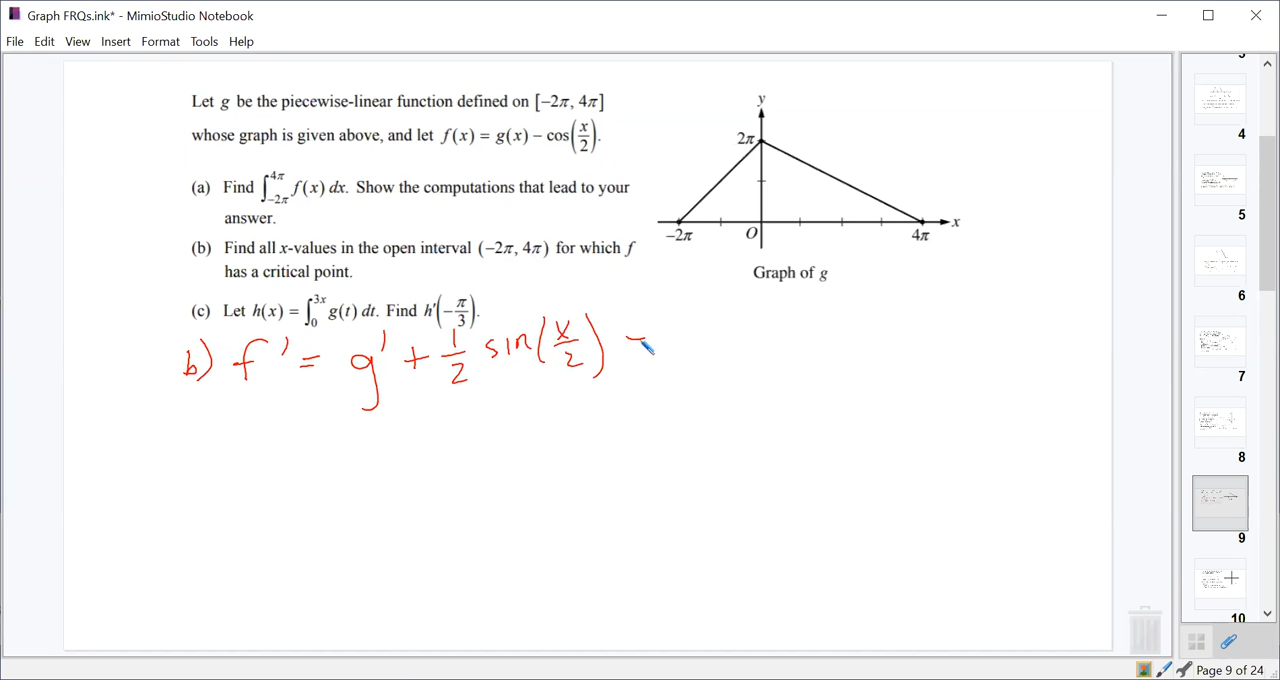 Graph FRQs.ink* - MimioStudio Notebook
File Edit View Insert Format Tools Help
Let g be the piecewise-linear function defined on [−2π, 4π]
whose graph is given above, and let f(x) = g(x) − cos(x/2).
(a) Find ∫_{−2π}^{4π} f(x) dx. Show the computations that lead to your
answer.
(b) Find all x-values in the open interval (−2π, 4π) for which f
has a critical point.
(c) Let h(x) = ∫_0^{3x} g(t) dt. Find h′(−π/3).
y
2π
−2π
O
4π
x
Graph of g
b) f' = g' + 1/2 sin(x/2)
3
4
5
6
7
8
9
10
Page 9 of 24